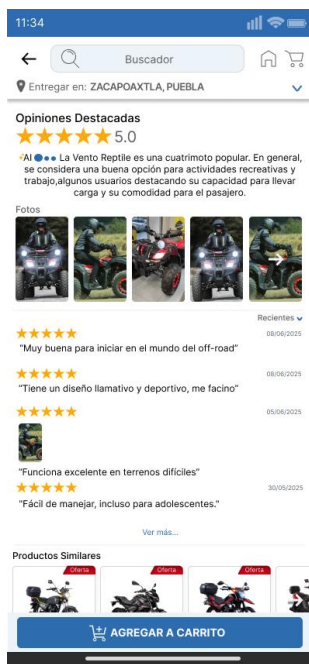 11:34
Buscador
Entregar en: ZACAPOAXTLA, PUEBLA
Opiniones Destacadas
5.0
AI La Vento Reptile es una cuatrimoto popular. En general,
se considera una buena opción para actividades recreativas y
trabajo,algunos usuarios destacando su capacidad para llevar
carga y su comodidad para el pasajero.
Fotos
Recientes
08/06/2025
"Muy buena para iniciar en el mundo del off-road"
08/06/2025
"Tiene un diseño llamativo y deportivo, me facino"
05/06/2025
"Funciona excelente en terrenos difíciles"
30/05/2025
"Fácil de manejar, incluso para adolescentes."
Ver más...
Productos Similares
Oferta
Oferta
Oferta
AGREGAR A CARRITO